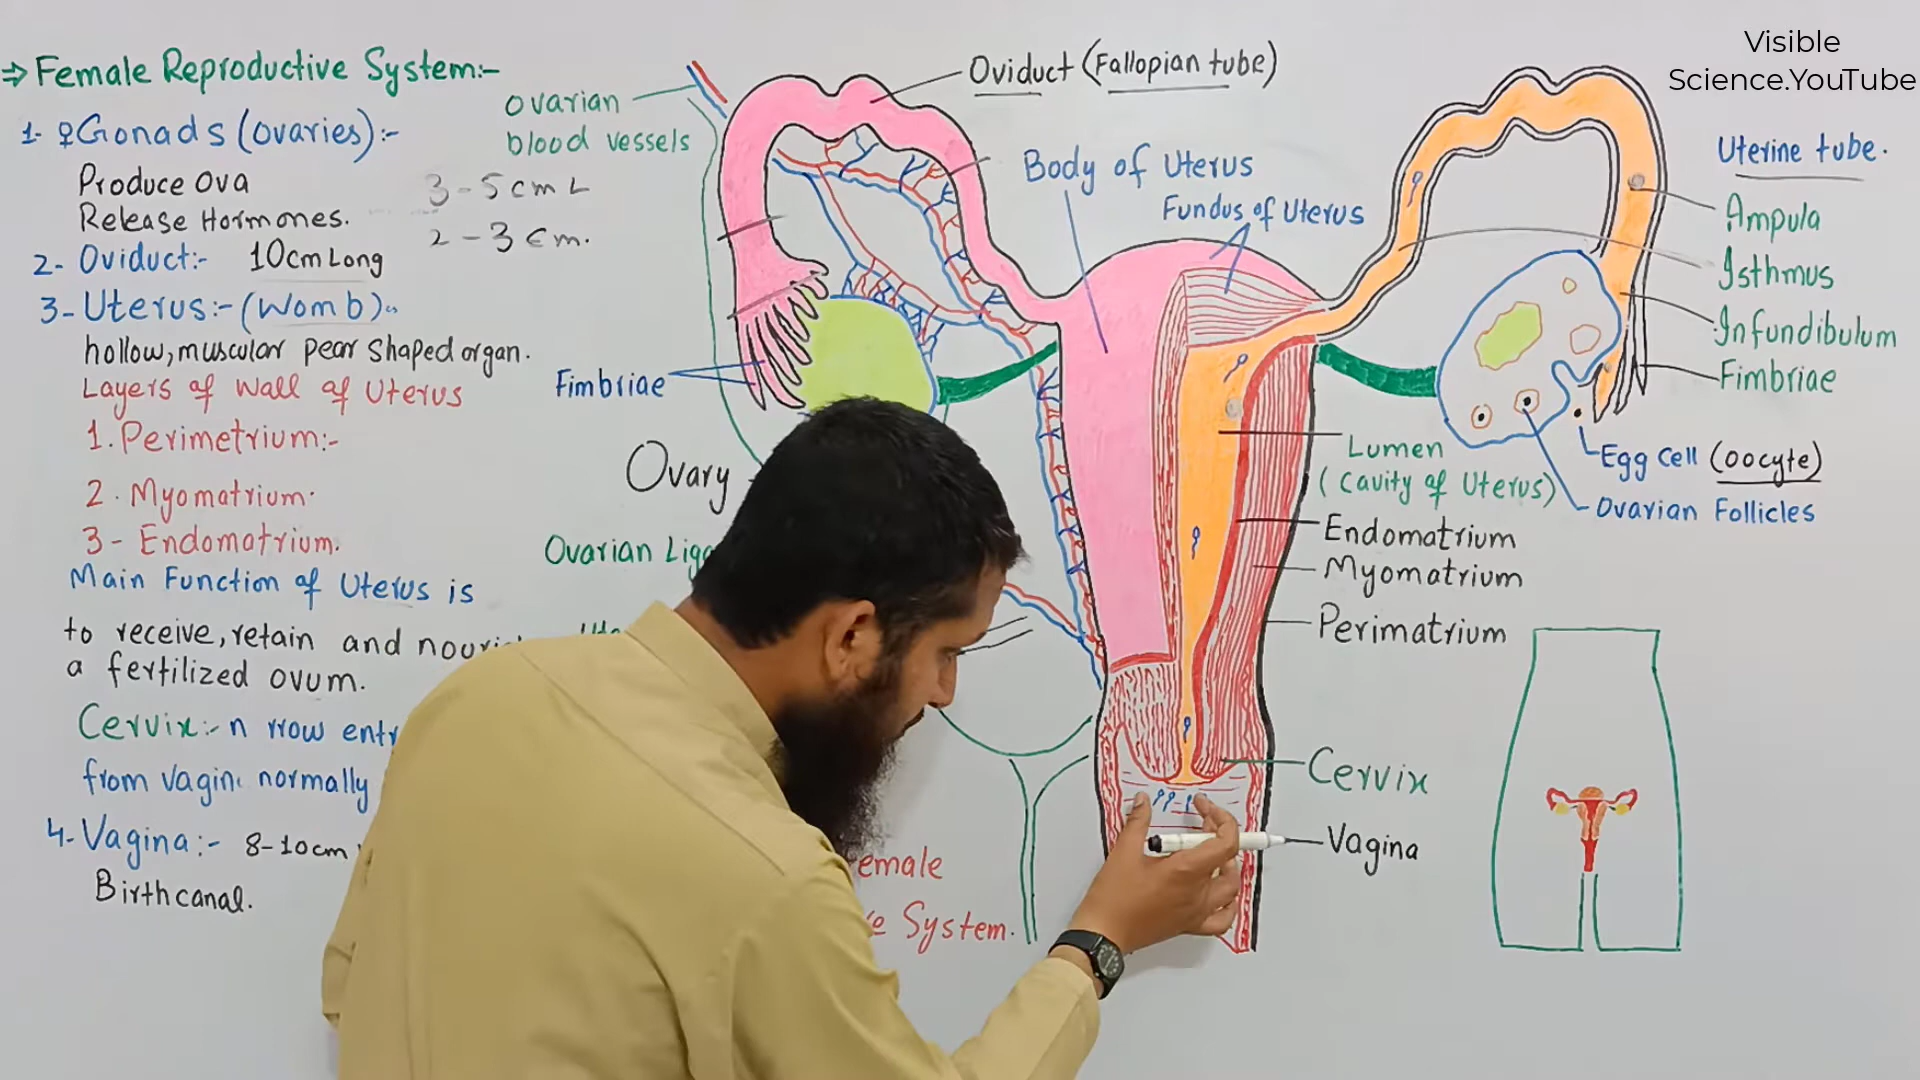 Visible
Science.YouTube
⇒ Female Reproductive System:-
1- ♀Gonads (ovaries):-
Produce Ova
Release Hormones.
3-5cm L
2-3cm.
2- Oviduct:- 10cm Long
3- Uterus:- (Womb):-
hollow, muscular pear shaped organ.
Layers of Wall of Uterus
1. Perimetrium:-
2. Myomatrium.
3- Endomatrium.
Main Function of Uterus is
to receive, retain and
a fertilized ovum.
Cervix:- n rrow
from vagin normally
4- Vagina:- 8-10cm
Birth canal.
ovarian
blood vessels
Oviduct (Fallopian tube)
Body of Uterus
Fundus of Uterus
Fimbriae
Ovary
Ovarian
emale
System.
Uterine tube.
Ampula
Isthmus
Infundibulum
Fimbriae
Egg cell (oocyte)
Ovarian Follicles
Lumen
(Cavity of Uterus)
Endomatrium
Myomatrium
Perimatrium
Cervix
Vagina